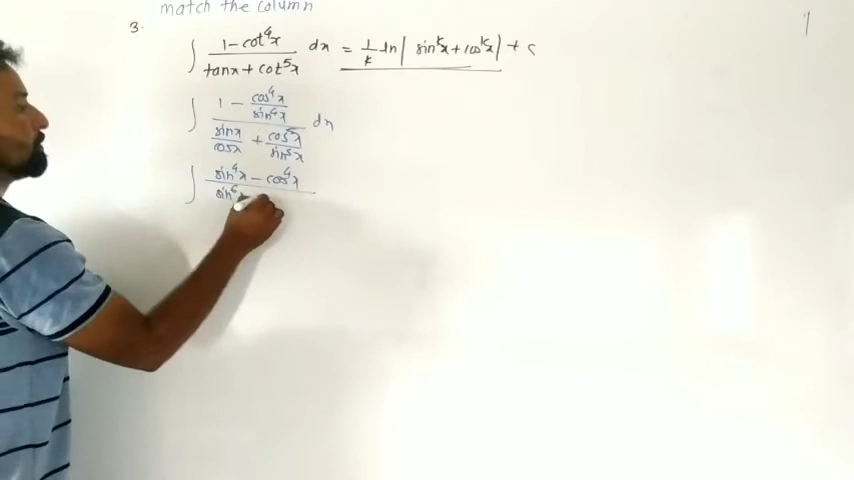 match the column
3.
∫ (1 - cot⁴x)/(tanx + cot⁵x) dx = 1/k ln| sinᵏx + cosᵏx| + c
∫ (1 - cos⁴x/sin⁴x)/(sinx/cosx + cos⁵x/sin⁵x) dx
∫ (sin⁴x - cos⁴x)/(sin⁶x